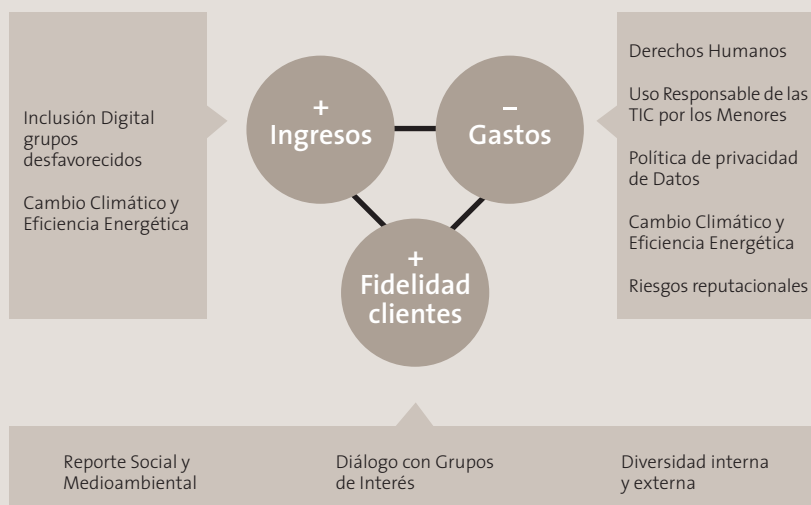 Inclusión Digital
grupos
desfavorecidos
Cambio Climático y
Eficiencia Energética
+
Ingresos
–
Gastos
+
Fidelidad
clientes
Derechos Humanos
Uso Responsable de las
TIC por los Menores
Política de privacidad
de Datos
Cambio Climático y
Eficiencia Energética
Riesgos reputacionales
Reporte Social y
Medioambiental
Diálogo con Grupos
de Interés
Diversidad interna
y externa